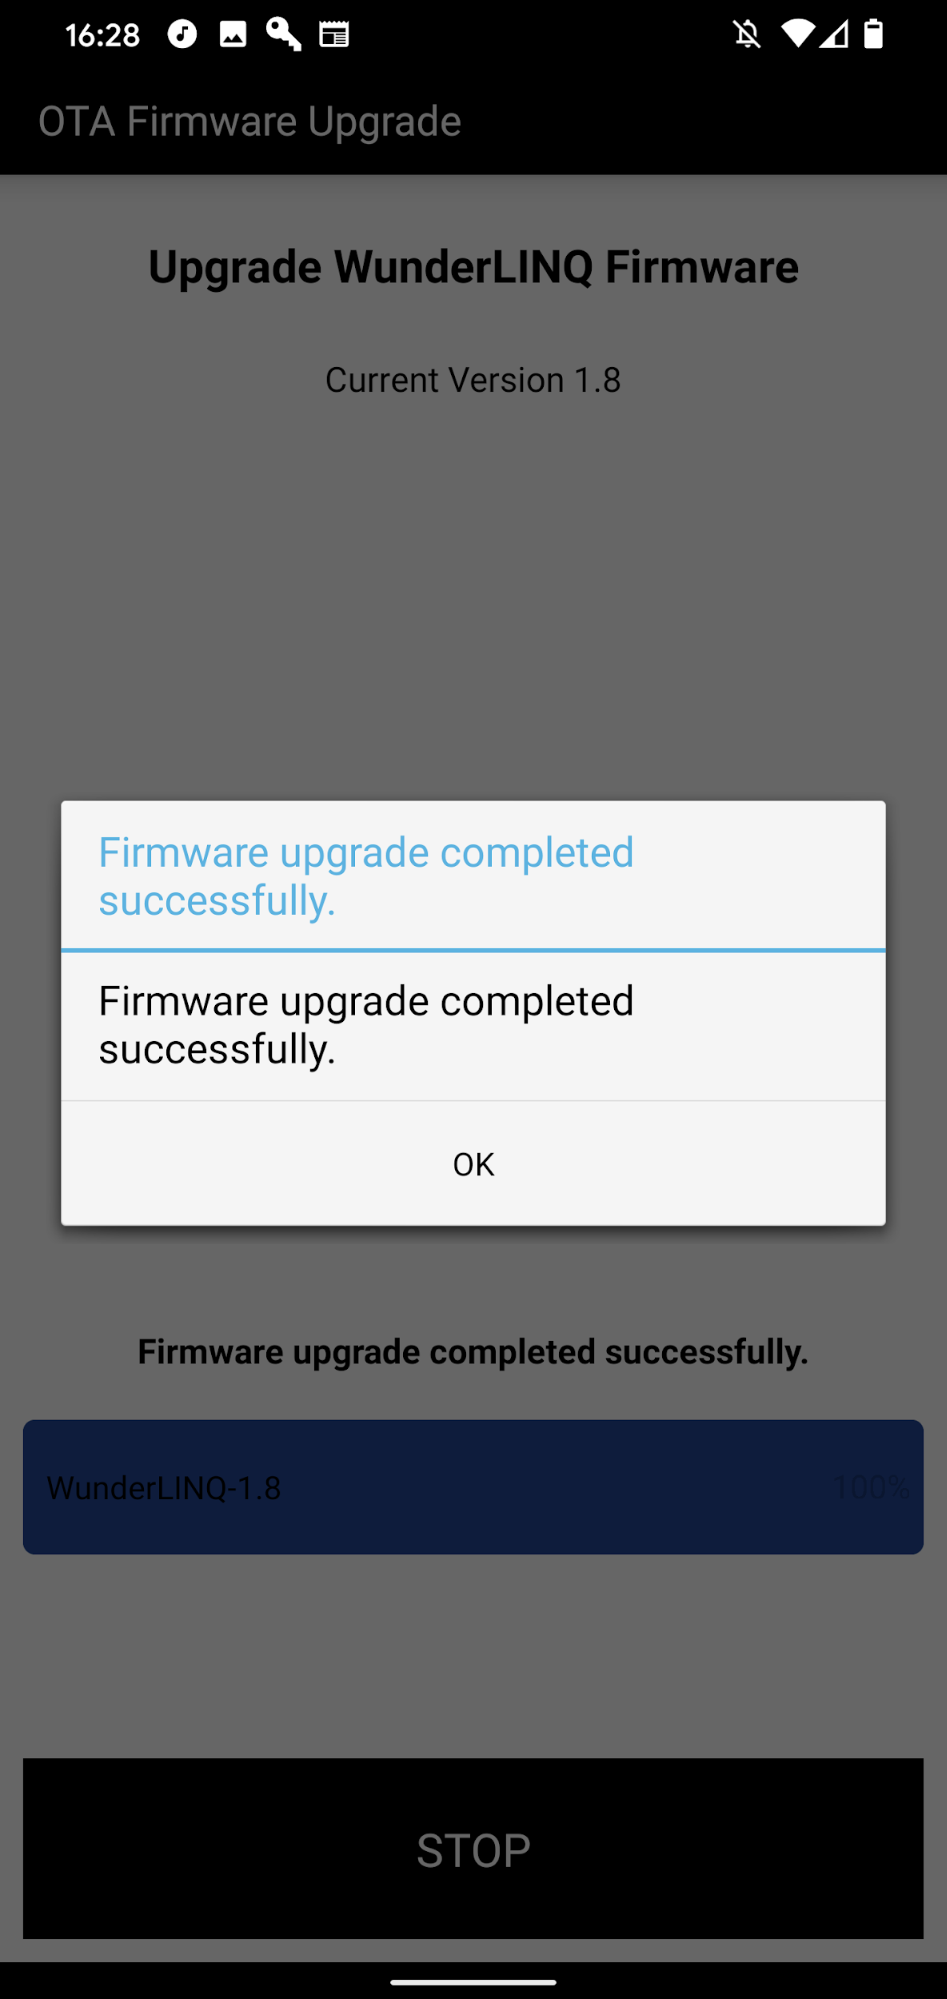 16:28
OTA Firmware Upgrade
Upgrade WunderLINQ Firmware
Current Version 1.8
Firmware upgrade completed
successfully.
Firmware upgrade completed
successfully.
OK
Firmware upgrade completed successfully.
WunderLINQ-1.8 100%
STOP